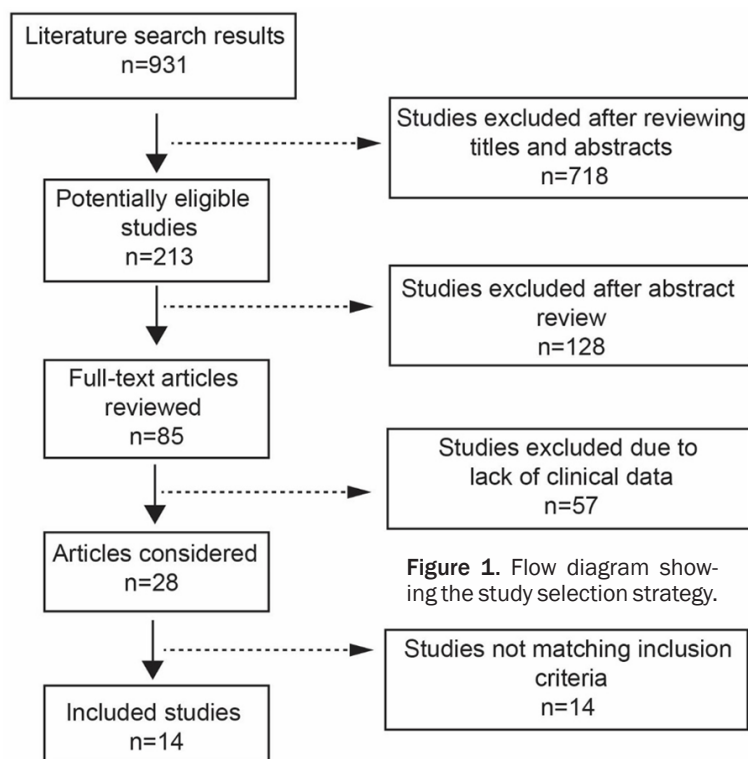 Literature search results
n=931
Studies excluded after reviewing
titles and abstracts
n=718
Potentially eligible
studies
n=213
Studies excluded after abstract
review
n=128
Full-text articles
reviewed
n=85
Studies excluded due to
lack of clinical data
n=57
Articles considered
n=28
Figure 1. Flow diagram show-
ing the study selection strategy.
Studies not matching inclusion
criteria
n=14
Included studies
n=14